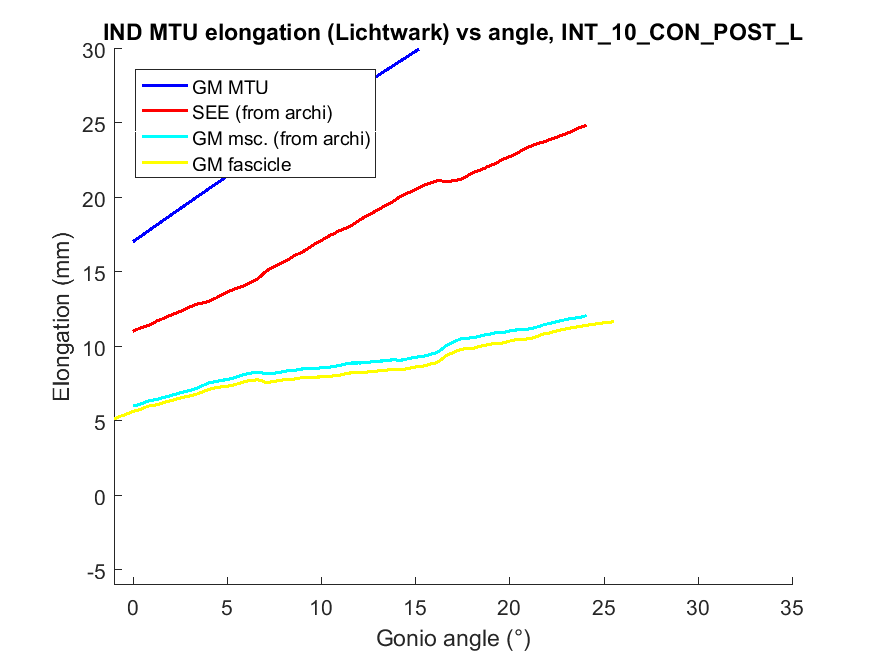 IND MTU elongation (Lichtwark) vs angle, INT_10_CON_POST_L
30
25
20
15
10
5
0
-5
Elongation (mm)
GM MTU
SEE (from archi)
GM msc. (from archi)
GM fascicle
0 5 10 15 20 25 30 35
Gonio angle (°)